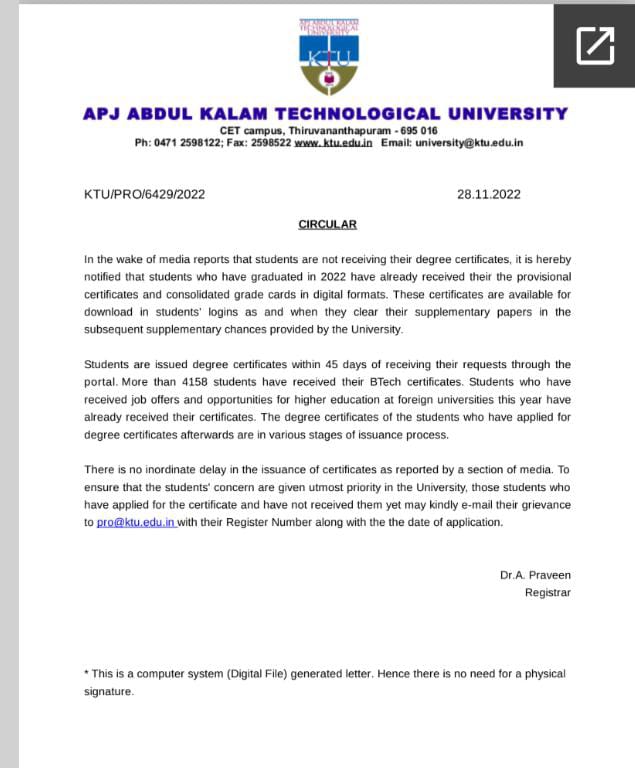 APJ ABDUL KALAM
TECHNOLOGICAL
UNIVERSITY
KTU
APJ ABDUL KALAM TECHNOLOGICAL UNIVERSITY
CET campus, Thiruvananthapuram - 695 016
Ph: 0471 2598122; Fax: 2598522 www. ktu.edu.in Email: university@ktu.edu.in
KTU/PRO/6429/2022 28.11.2022
CIRCULAR
In the wake of media reports that students are not receiving their degree certificates, it is hereby
notified that students who have graduated in 2022 have already received their the provisional
certificates and consolidated grade cards in digital formats. These certificates are available for
download in students' logins as and when they clear their supplementary papers in the
subsequent supplementary chances provided by the University.
Students are issued degree certificates within 45 days of receiving their requests through the
portal. More than 4158 students have received their BTech certificates. Students who have
received job offers and opportunities for higher education at foreign universities this year have
already received their certificates. The degree certificates of the students who have applied for
degree certificates afterwards are in various stages of issuance process.
There is no inordinate delay in the issuance of certificates as reported by a section of media. To
ensure that the students' concern are given utmost priority in the University, those students who
have applied for the certificate and have not received them yet may kindly e-mail their grievance
to pro@ktu.edu.in with their Register Number along with the the date of application.
Dr.A. Praveen
Registrar
* This is a computer system (Digital File) generated letter. Hence there is no need for a physical
signature.